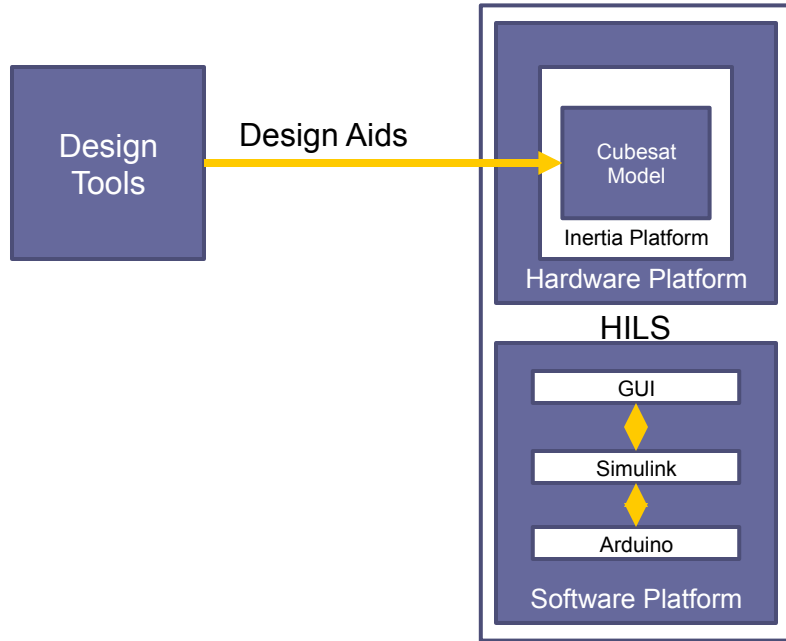 Design
Tools
Design Aids
Cubesat
Model
Inertia Platform
Hardware Platform
HILS
GUI
Simulink
Arduino
Software Platform